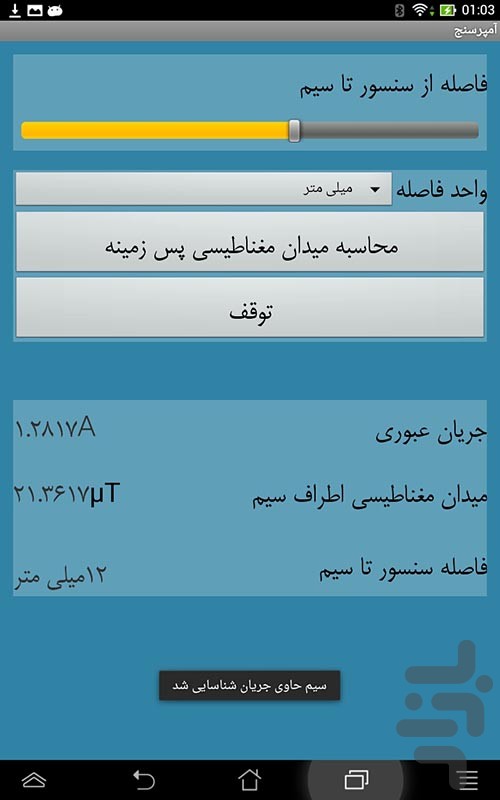 01:03
آمپرسنج
فاصله از سنسور تا سیم
واحد فاصله میلی متر
محاسبه میدان مغناطیسی پس زمینه
توقف
جریان عبوری ۱.۲۸۱۷A
میدان مغناطیسی اطراف سیم ۲۱.۳۶۱۷µT
فاصله سنسور تا سیم ۱۲میلی متر
سیم حاوی جریان شناسایی شد
بازار